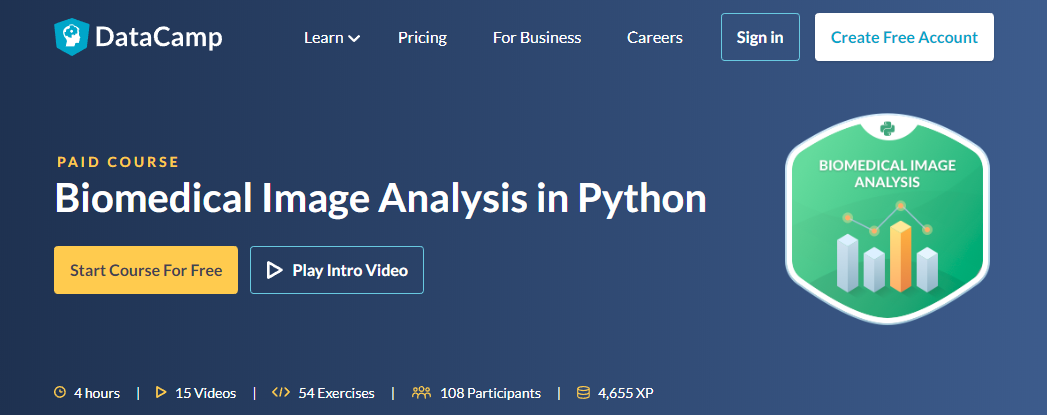 DataCamp Learn Pricing For Business Careers Sign in Create Free Account
PAID COURSE
Biomedical Image Analysis in Python
Start Course For Free Play Intro Video
BIOMEDICAL IMAGE
ANALYSIS
4 hours | 15 Videos | 54 Exercises | 108 Participants | 4,655 XP